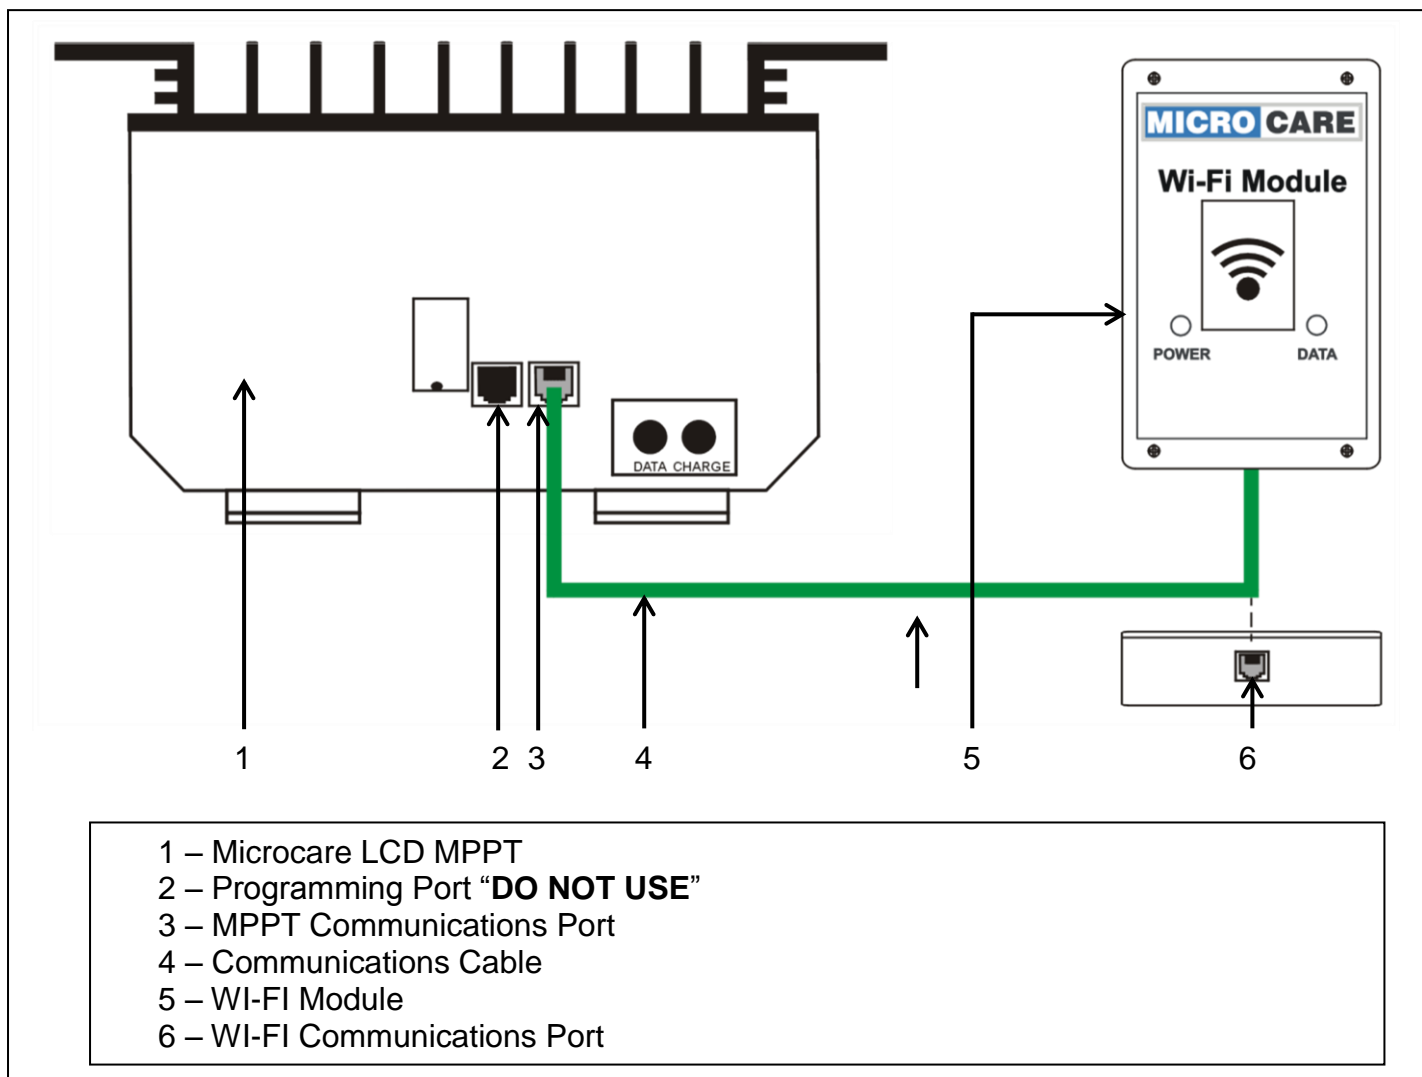 MICRO CARE
Wi-Fi Module
POWER DATA
DATA CHARGE
1 2 3 4 5 6
1 – Microcare LCD MPPT
2 – Programming Port “DO NOT USE”
3 – MPPT Communications Port
4 – Communications Cable
5 – WI-FI Module
6 – WI-FI Communications Port